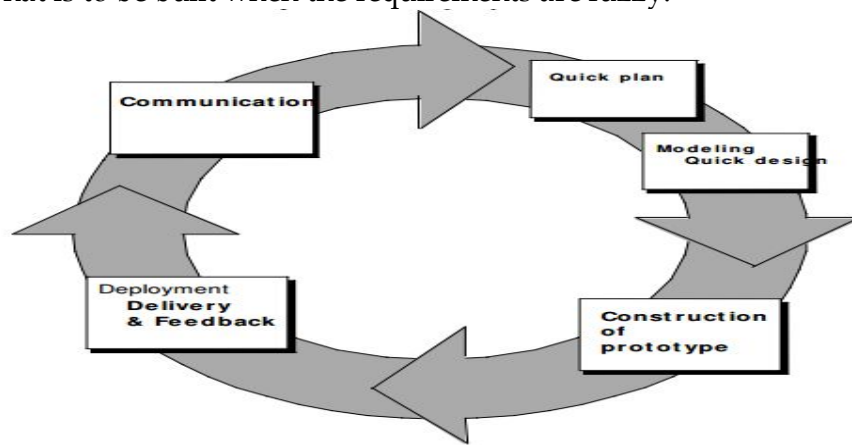 is to be built when the requirements are fuzzy.
Communication
Quick plan
Modeling
Quick design
Deployment
Delivery
& Feedback
Construction
of
prototype